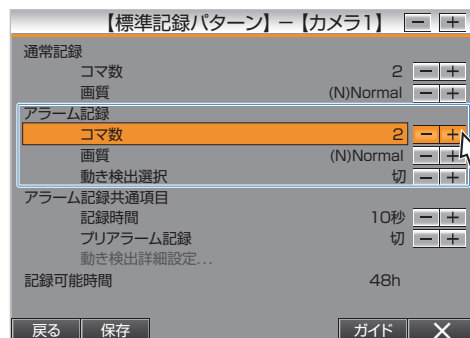 【標準記録パターン】－【カメラ1】 － ＋
通常記録
コマ数 2 － ＋
画質 (N)Normal － ＋
アラーム記録
コマ数 2 － ＋
画質 (N)Normal － ＋
動き検出選択 切 － ＋
アラーム記録共通項目
記録時間 10秒 － ＋
プリアラーム記録 切 － ＋
動き検出詳細設定...
記録可能時間 48h
戻る 保存 ガイド ╳